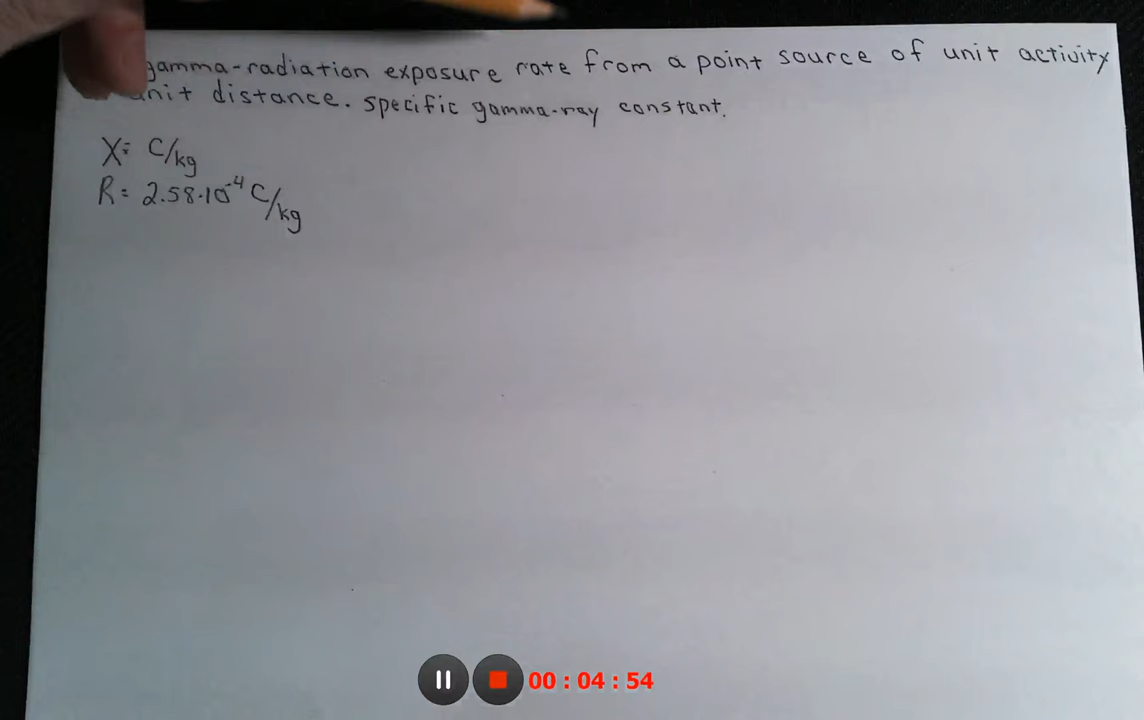 gamma-radiation exposure rate from a point source of unit activity
unit distance. specific gamma-ray constant.
X = C/kg
R = 2.58·10⁻⁴ C/kg
00 : 04 : 54